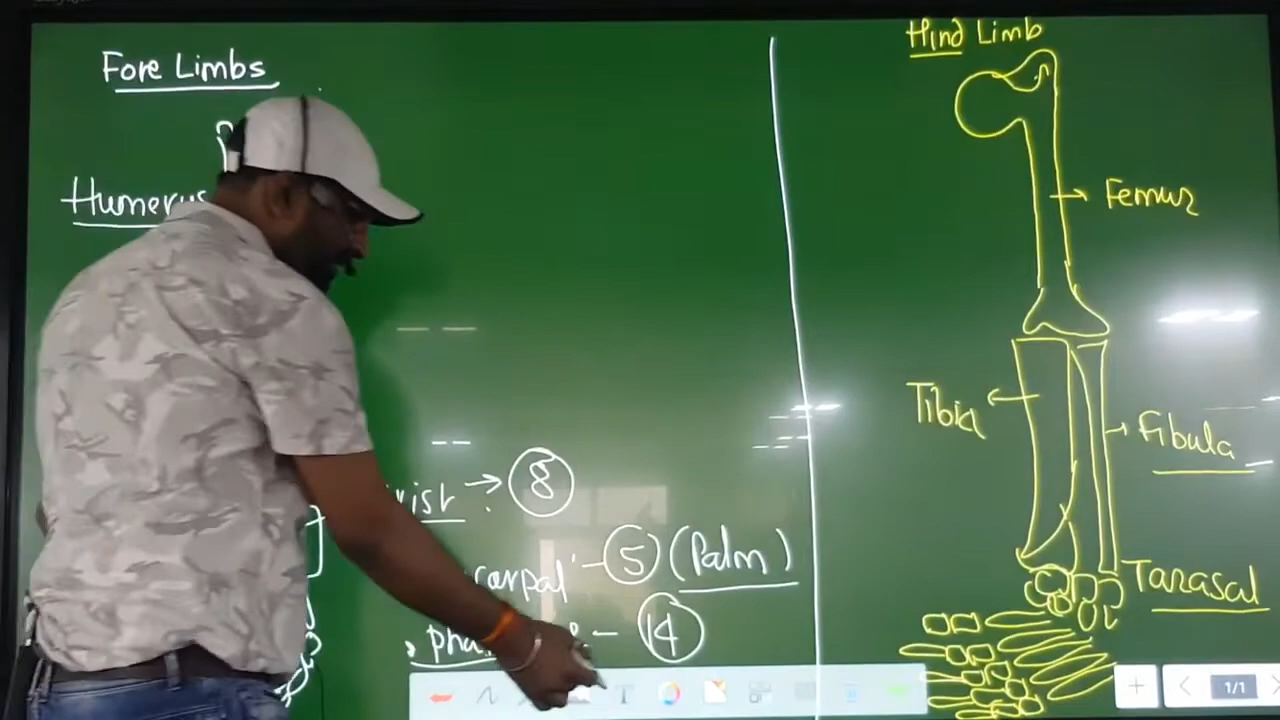 Fore Limbs
Humerus
→ 8
5 (Palm)
14
Hind Limb
Femur
Tibia
Fibula
Tarasal
1/1